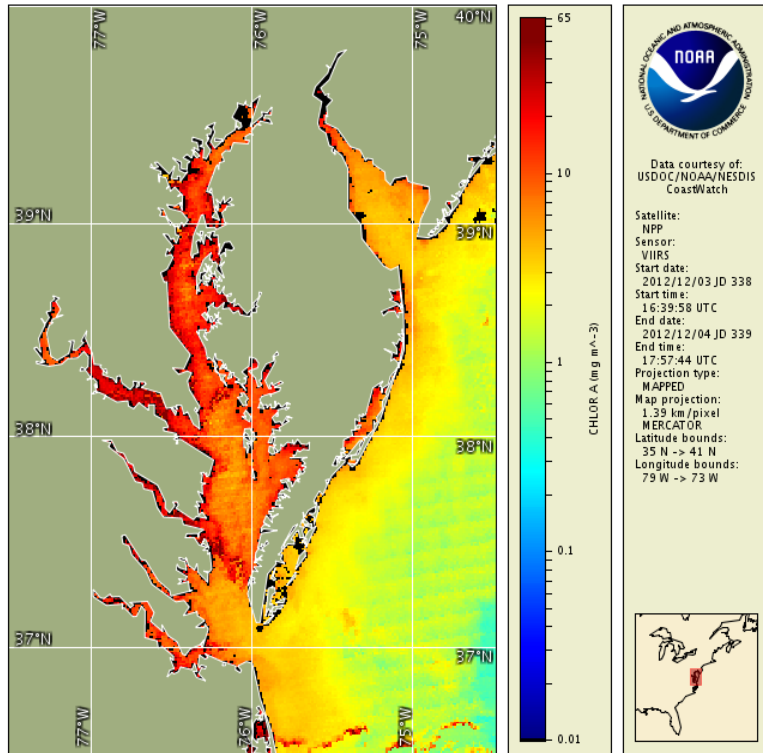 77°W
76°W
75°W
40°N
39°N
39°N
38°N
38°N
37°N
37°N
77°W
76°W
75°W
65
10
1
0.1
0.01
CHLOR A (mg m^-3)
NATIONAL OCEANIC AND ATMOSPHERIC ADMINISTRATION
NOAA
U.S. DEPARTMENT OF COMMERCE
Data courtesy of:
USDOC/NOAA/NESDIS
CoastWatch
Satellite:
NPP
Sensor:
VIIRS
Start date:
2012/12/03 JD 338
Start time:
16:39:58 UTC
End date:
2012/12/04 JD 339
End time:
17:57:44 UTC
Projection type:
MAPPED
Map projection:
1.39 km/pixel
MERCATOR
Latitude bounds:
35 N -> 41 N
Longitude bounds:
79 W -> 73 W